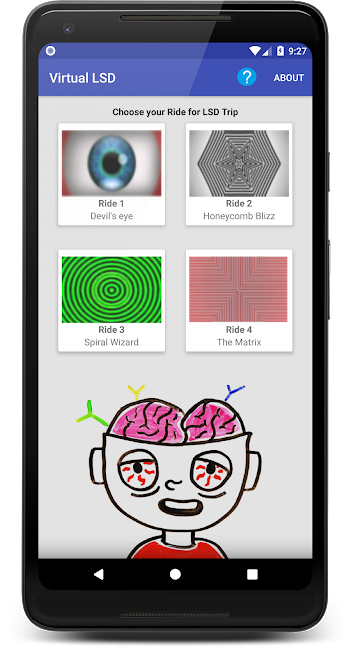 9:27
Virtual LSD
?
ABOUT
Choose your Ride for LSD Trip
Ride 1
Devil's eye
Ride 2
Honeycomb Blizz
Ride 3
Spiral Wizard
Ride 4
The Matrix